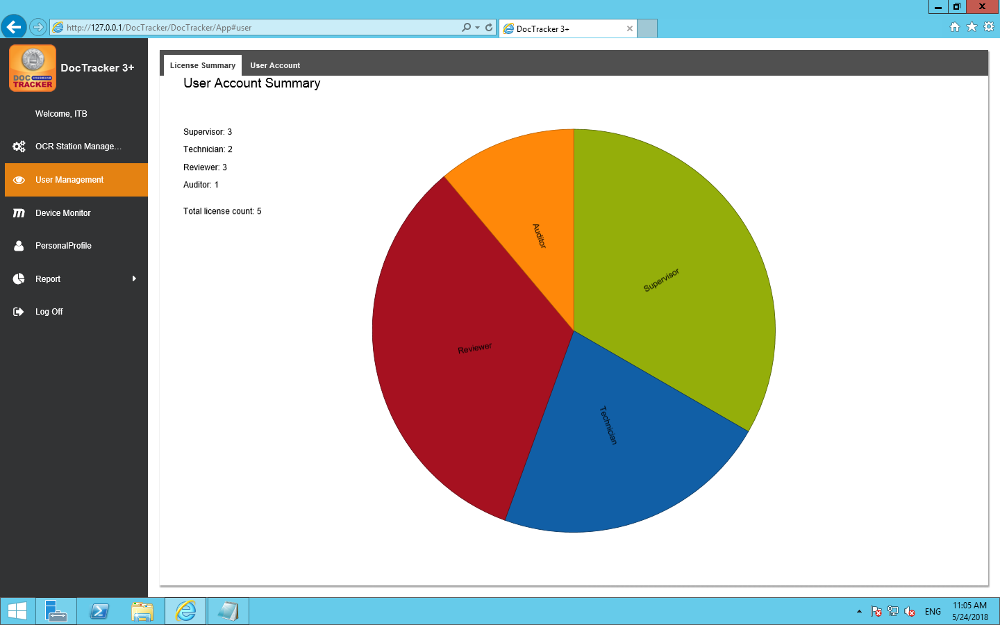 http://127.0.0.1/DocTracker/DocTracker/App#user
DocTracker 3+
DOC
TRACKER
DocTracker 3+
Welcome, ITB
OCR Station Manage...
User Management
Device Monitor
PersonalProfile
Report
Log Off
License Summary
User Account
User Account Summary
Supervisor: 3
Technician: 2
Reviewer: 3
Auditor: 1
Total license count: 5
Auditor
Supervisor
Reviewer
Technician
ENG
11:05 AM
5/24/2018